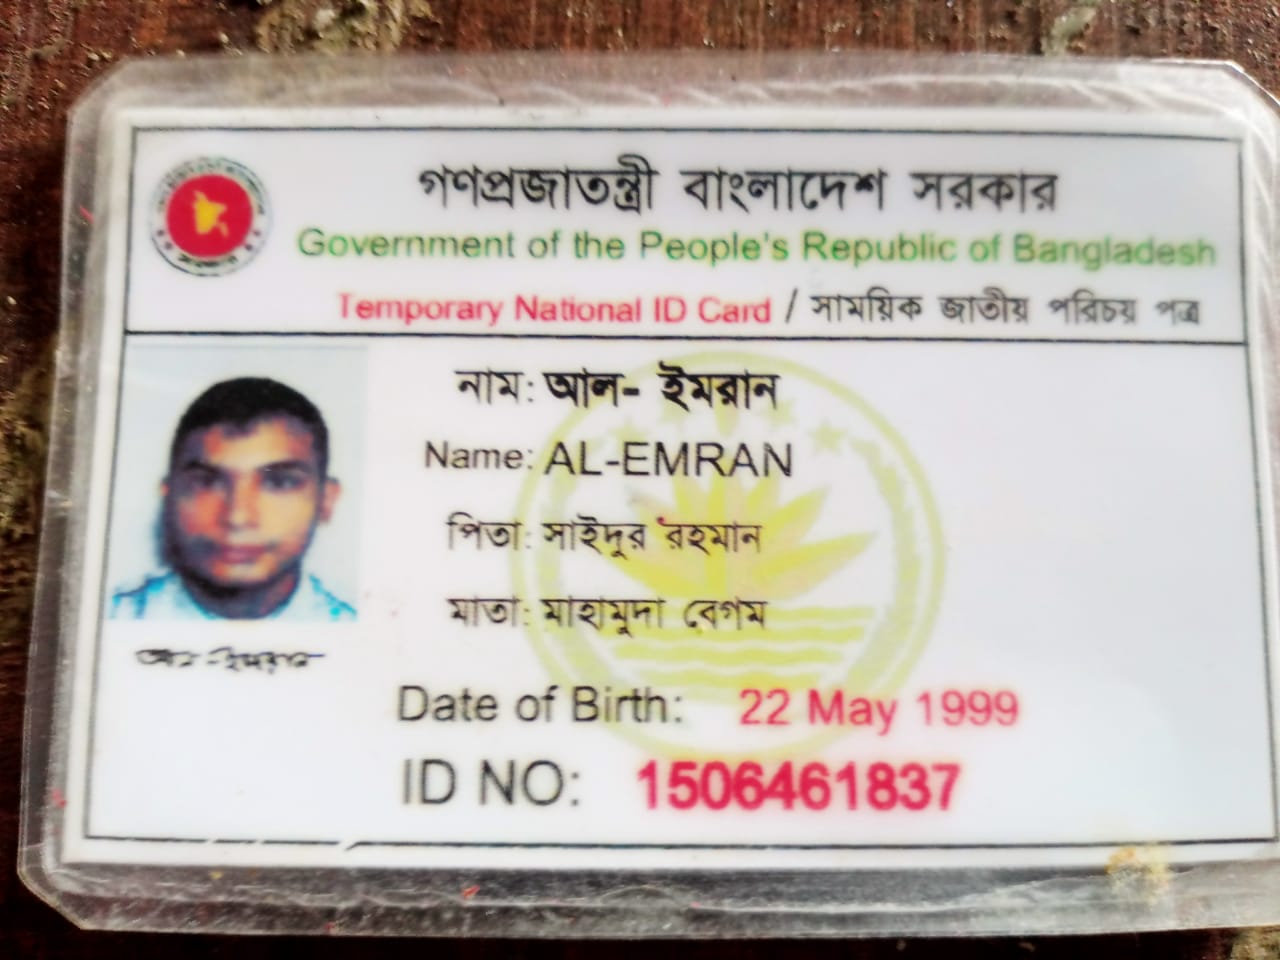 গণপ্রজাতন্ত্রী বাংলাদেশ সরকার
Government of the People's Republic of Bangladesh
Temporary National ID Card / সাময়িক জাতীয় পরিচয় পত্র
নাম: আল- ইমরান
Name: AL-EMRAN
পিতা: সাইদুর রহমান
মাতা: মাহামুদা বেগম
আল-ইমরান
Date of Birth: 22 May 1999
ID NO: 1506461837